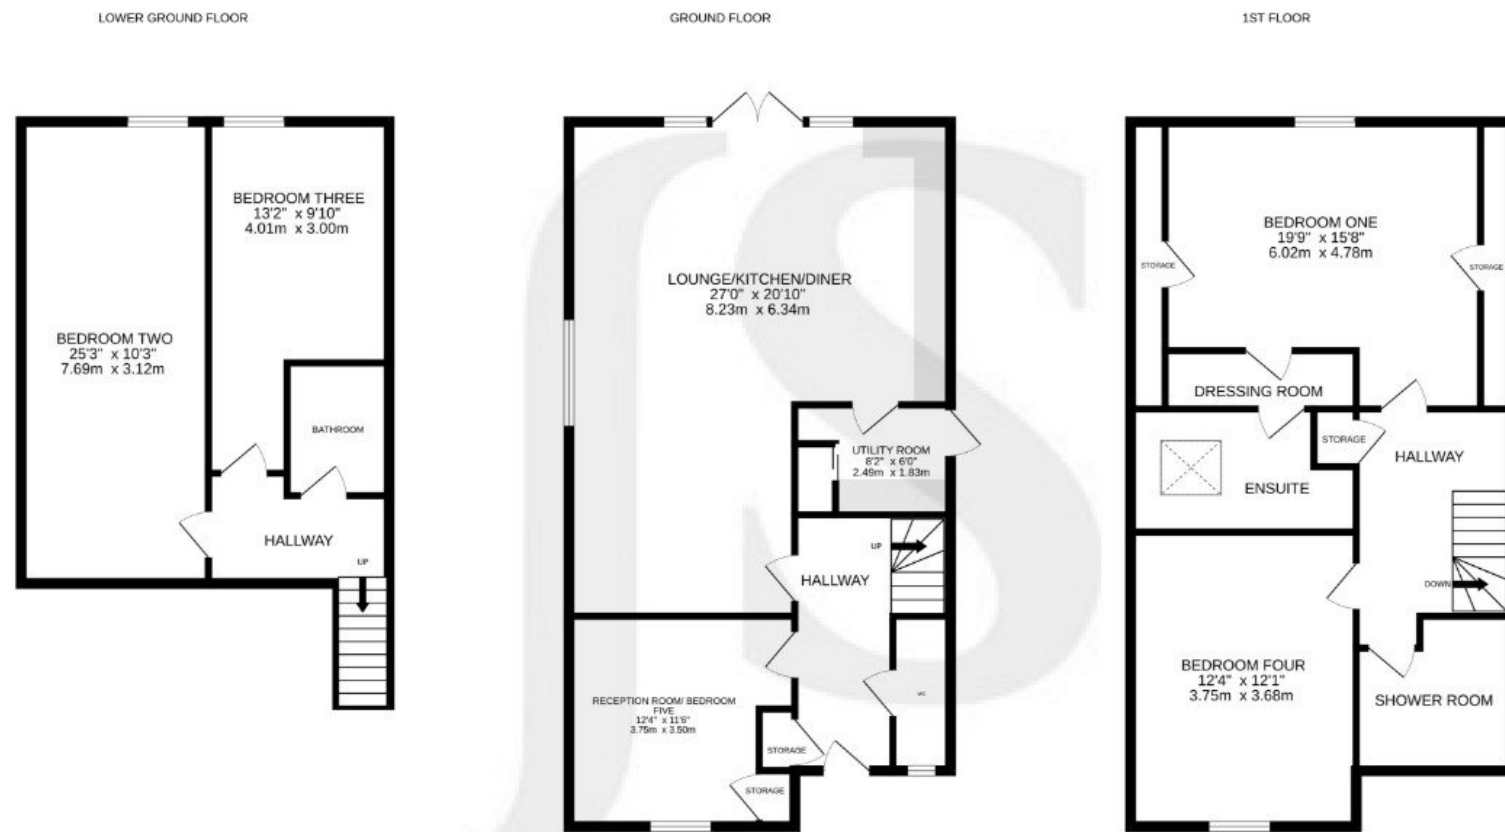 LOWER GROUND FLOOR
BEDROOM THREE
13'2" x 9'10"
4.01m x 3.00m
BEDROOM TWO
25'3" x 10'3"
7.69m x 3.12m
BATHROOM
HALLWAY
UP
GROUND FLOOR
LOUNGE/KITCHEN/DINER
27'0" x 20'10"
8.23m x 6.34m
UTILITY ROOM
8'2" x 6'0"
2.49m x 1.83m
UP
HALLWAY
RECEPTION ROOM/ BEDROOM
FIVE
12'4" x 11'6"
3.75m x 3.50m
WC
STORAGE
STORAGE
1ST FLOOR
BEDROOM ONE
19'9" x 15'8"
6.02m x 4.78m
STORAGE
STORAGE
DRESSING ROOM
STORAGE
HALLWAY
ENSUITE
DOWN
BEDROOM FOUR
12'4" x 12'1"
3.75m x 3.68m
SHOWER ROOM